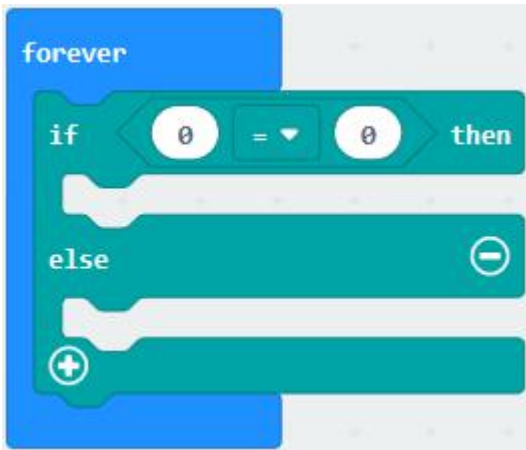 forever
if 0 = 0 then
else